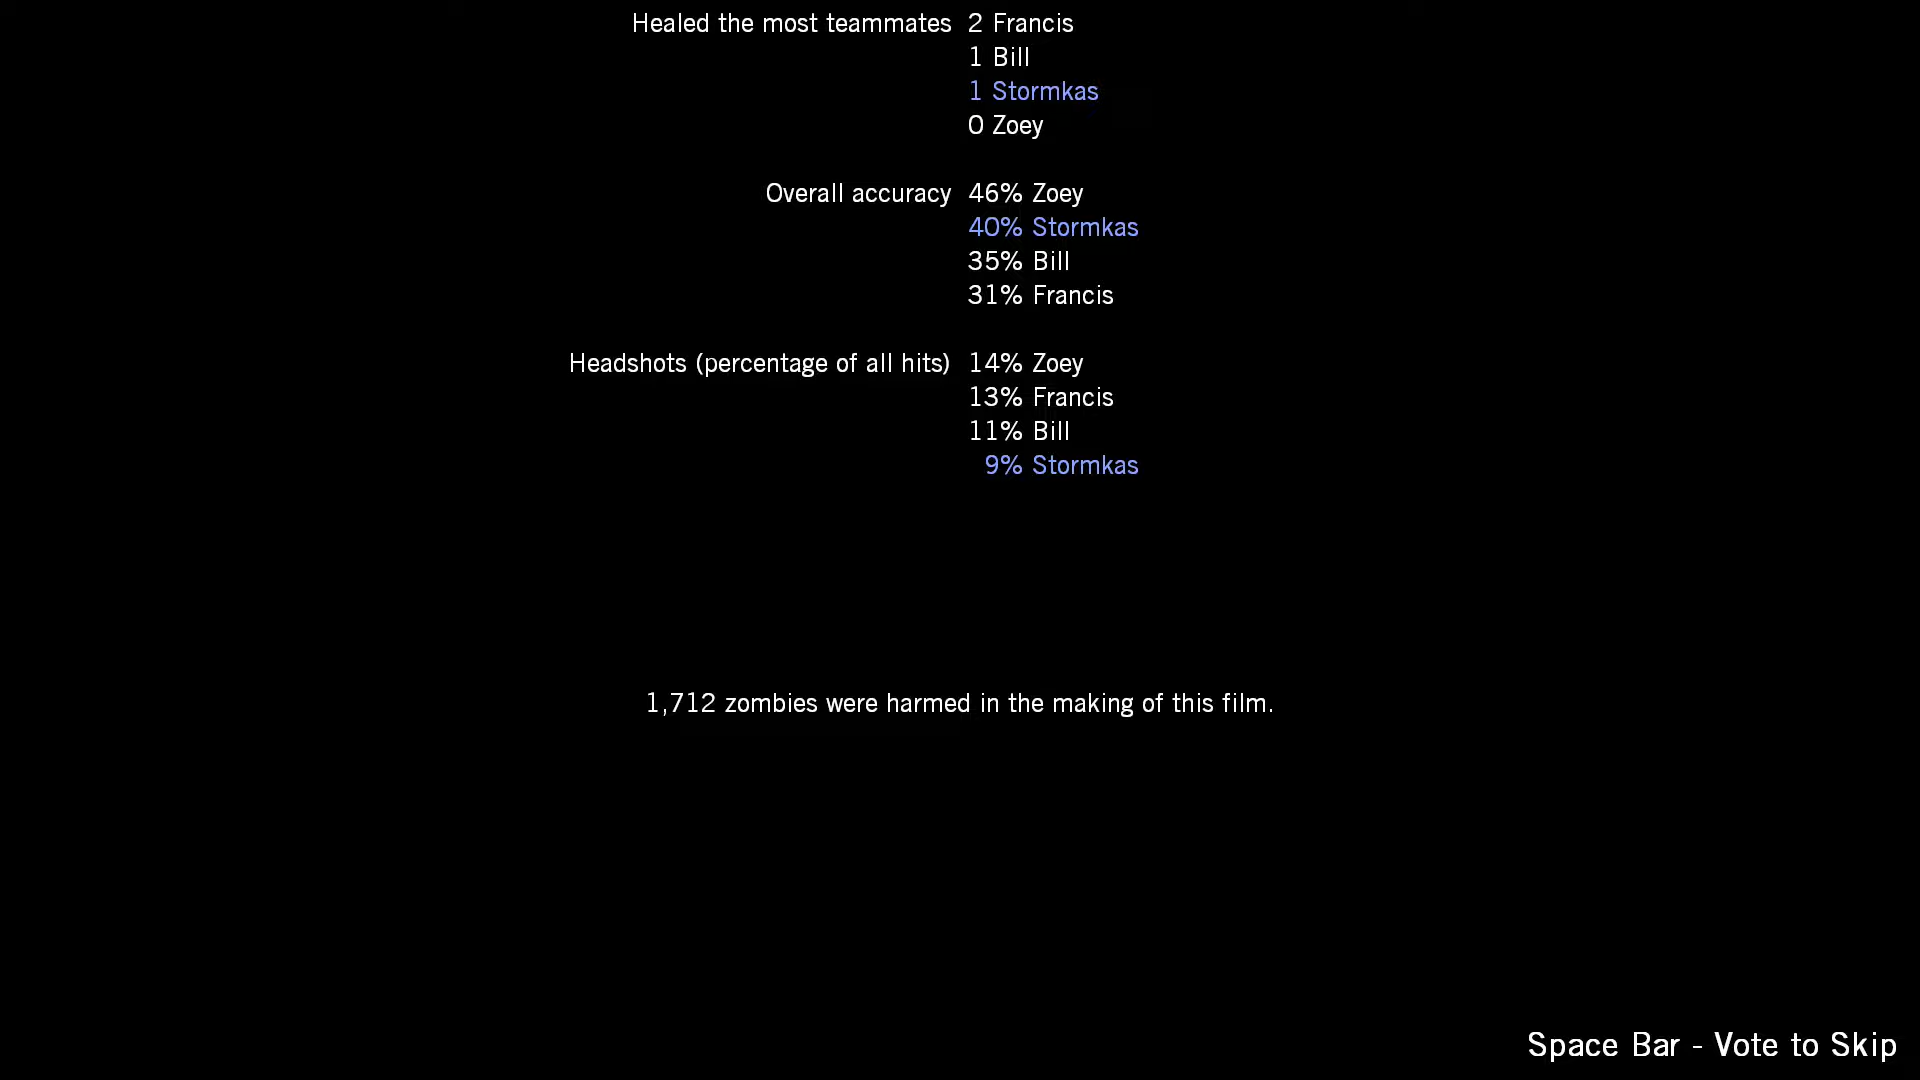 Healed the most teammates 2 Francis
1 Bill
1 Stormkas
0 Zoey
Overall accuracy 46% Zoey
40% Stormkas
35% Bill
31% Francis
Headshots (percentage of all hits) 14% Zoey
13% Francis
11% Bill
9% Stormkas
1,712 zombies were harmed in the making of this film.
Space Bar - Vote to Skip